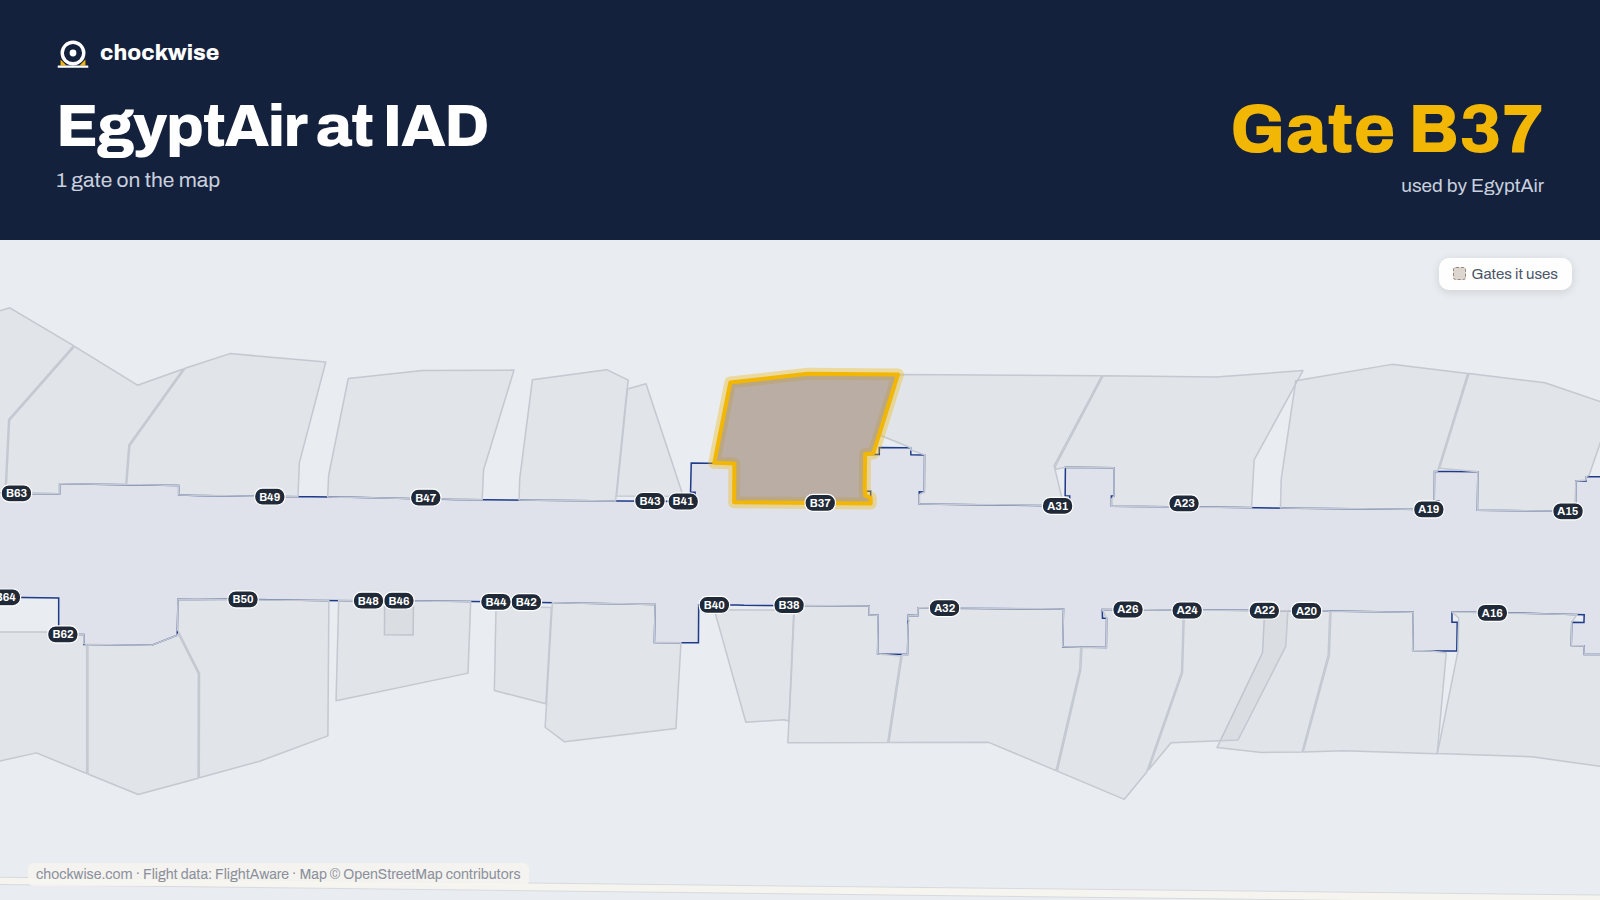 chockwise
EgyptAir at IAD
1 gate on the map
Gate B37
used by EgyptAir
Gates it uses
B63
B49
B47
B43
B41
B37
A31
A23
A19
A15
B64
B62
B50
B48
B46
B44
B42
B40
B38
A32
A26
A24
A22
A20
A16
chockwise.com · Flight data: FlightAware · Map © OpenStreetMap contributors